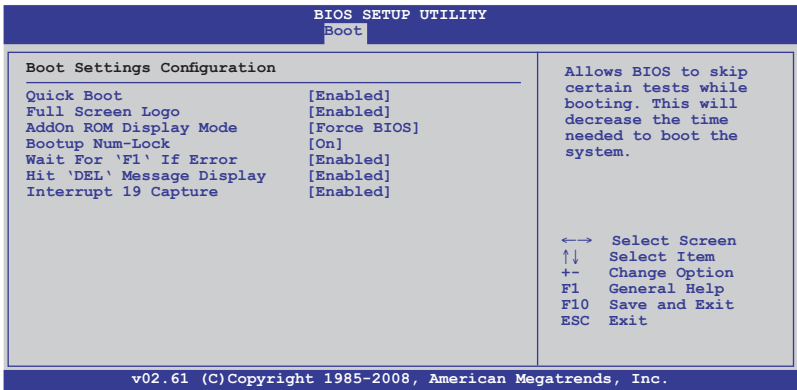 BIOS SETUP UTILITY
Boot
Boot Settings Configuration
Quick Boot [Enabled]
Full Screen Logo [Enabled]
AddOn ROM Display Mode [Force BIOS]
Bootup Num-Lock [On]
Wait For ‘F1‘ If Error [Enabled]
Hit ‘DEL‘ Message Display [Enabled]
Interrupt 19 Capture [Enabled]
Allows BIOS to skip
certain tests while
booting. This will
decrease the time
needed to boot the
system.
←→ Select Screen
↑↓ Select Item
+- Change Option
F1 General Help
F10 Save and Exit
ESC Exit
v02.61 (C)Copyright 1985-2008, American Megatrends, Inc.